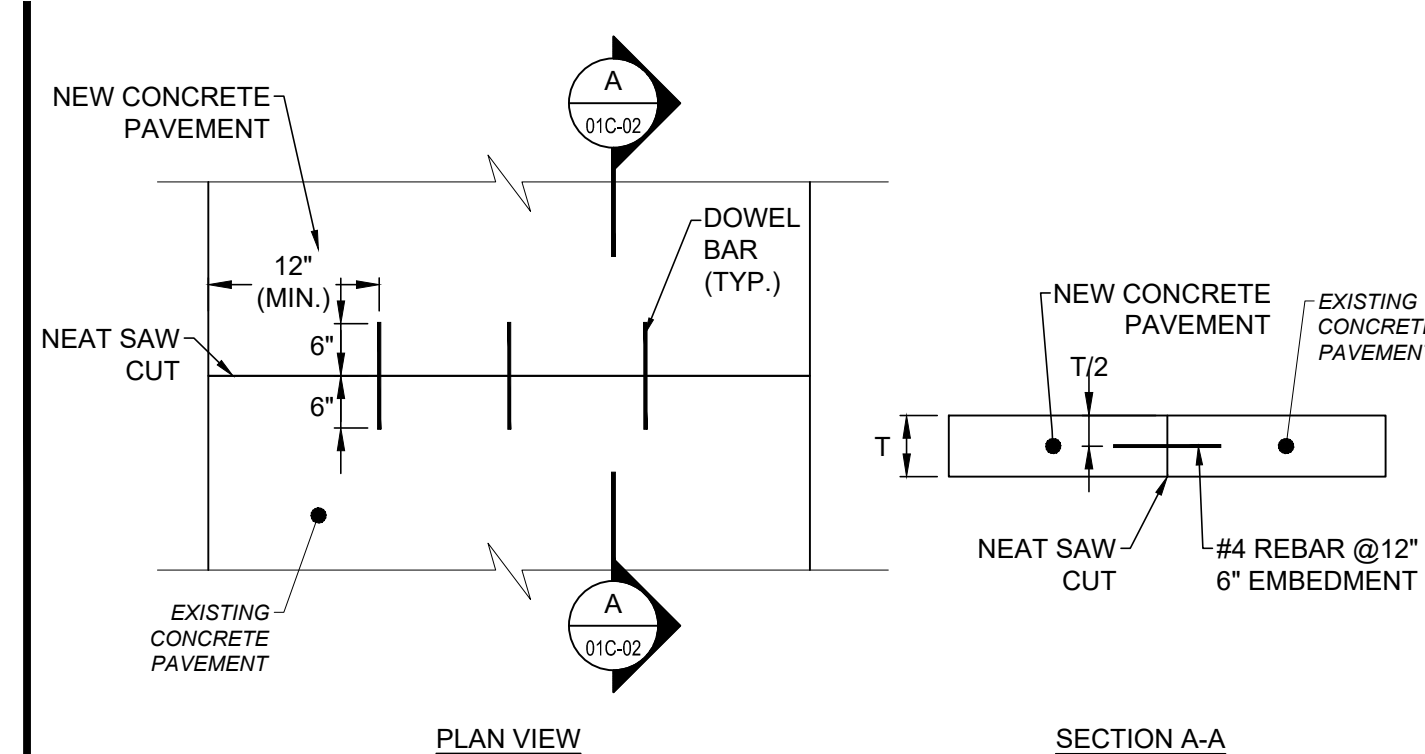 NEW CONCRETE
PAVEMENT
A
01C-02
DOWEL
BAR
(TYP.)
12"
(MIN.)
6"
6"
NEAT SAW
CUT
EXISTING
CONCRETE
PAVEMENT
A
01C-02
PLAN VIEW
NEW CONCRETE
PAVEMENT
EXISTING
T/2
T
NEAT SAW
CUT
#4 REBAR @12"
6" EMBEDMENT
SECTION A-A